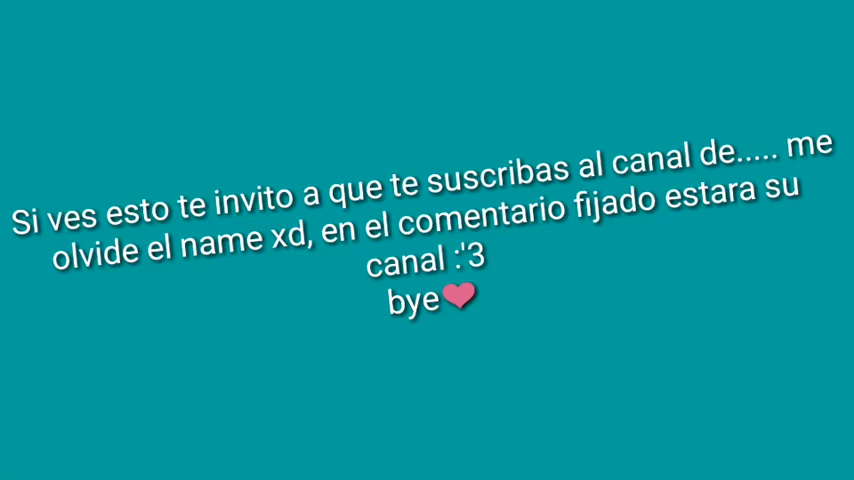 Si ves esto te invito a que te suscribas al canal de..... me
olvide el name xd, en el comentario fijado estara su
canal :'3
bye❤